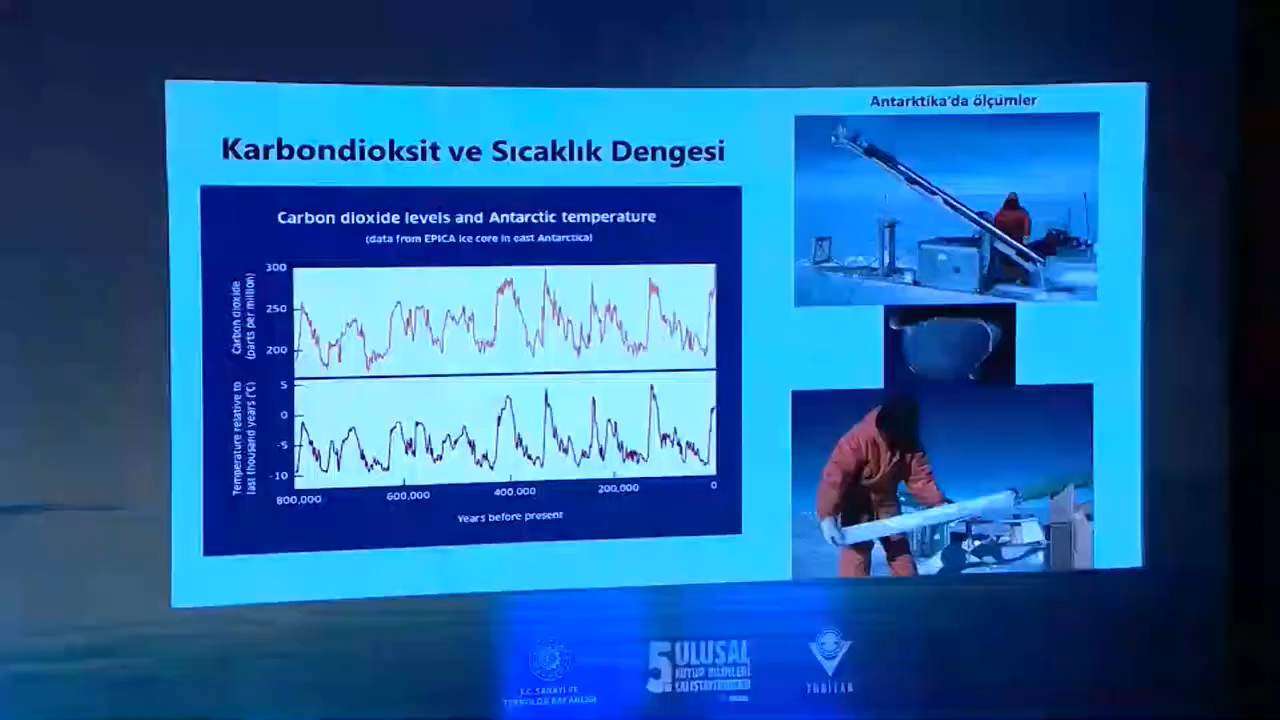 Antarktika'da ölçümler
Karbondioksit ve Sıcaklık Dengesi
Carbon dioxide levels and Antarctic temperature
(data from EPICA ice core in east Antarctica)
Carbon dioxide
(parts per million)
300
250
200
Temperature relative to
last thousand years (°C)
5
0
-5
-10
800,000
600,000
400,000
200,000
0
Years before present
T.C. SANAYİ VE
TEKNOLOJİ BAKANLIĞI
5. ULUSAL
KUTUP BİLİMLERİ
ÇALIŞTAYI
TÜBİTAK